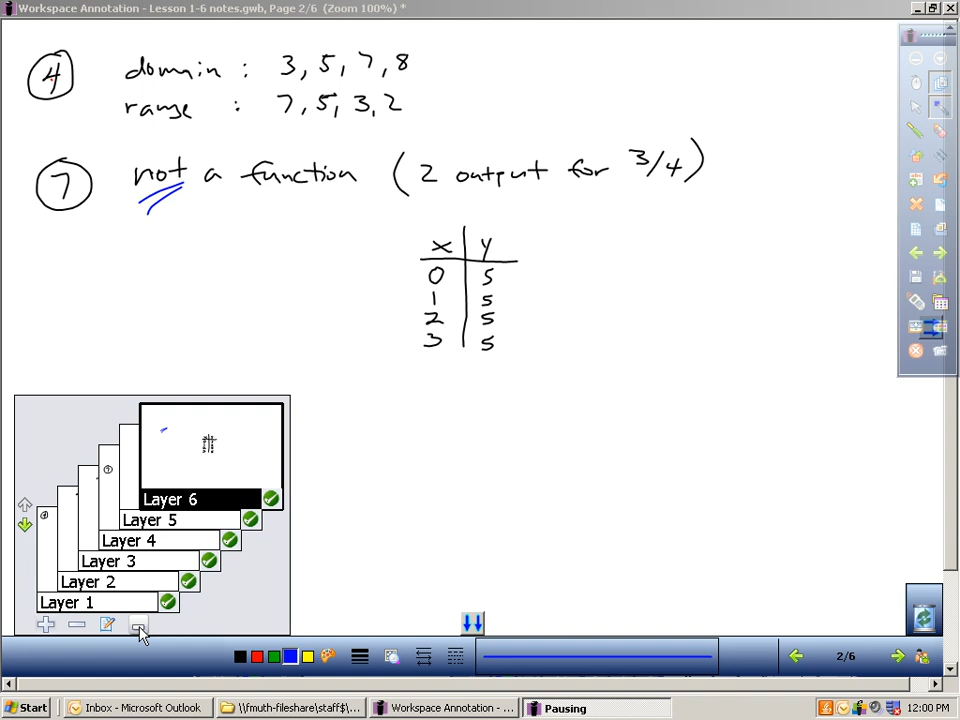 Workspace Annotation - Lesson 1-6 notes.gwb, Page 2/6 (Zoom 100%) *
④ domain : 3, 5, 7, 8
range : 7, 5, 3, 2
⑦ not a function (2 output for 3/4)
x y
0 5
1 5
2 5
3 5
Layer 6
Layer 5
Layer 4
Layer 3
Layer 2
Layer 1
2/6
Start Inbox - Microsoft Outlook \\fmuth-fileshare\staff$\... Workspace Annotation - ... Pausing 12:00 PM